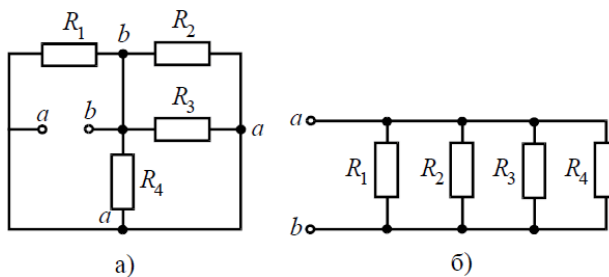 R1 b R2
a b R3 a
R4
a
а)
a
R1 R2 R3 R4
b
б)